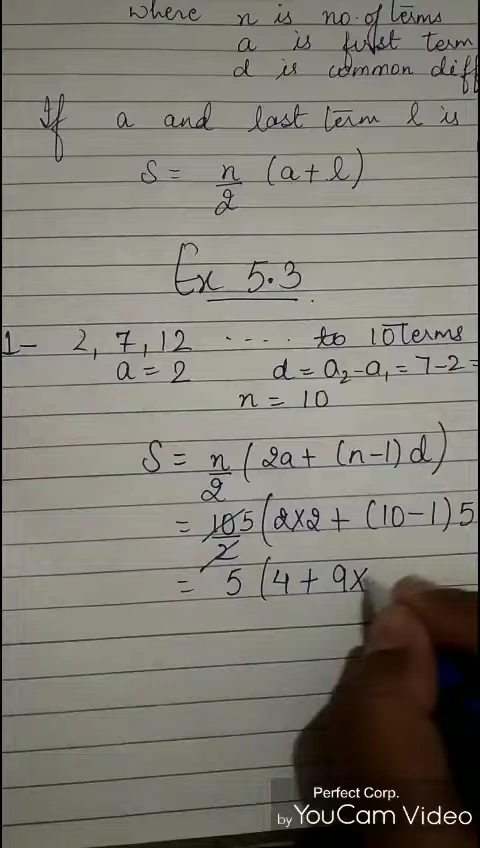 where n is no. of terms
a is first term
d is common diff
If a and last term l is
S = n/2 (a+l)
Ex 5.3
1- 2, 7, 12 .... to 10 terms
a = 2 d = a₂-a₁ = 7-2 =
n = 10
S = n/2 (2a + (n-1) d)
= 10/2 5 (2×2 + (10-1) 5
= 5 (4 + 9×
Perfect Corp.
by YouCam Video